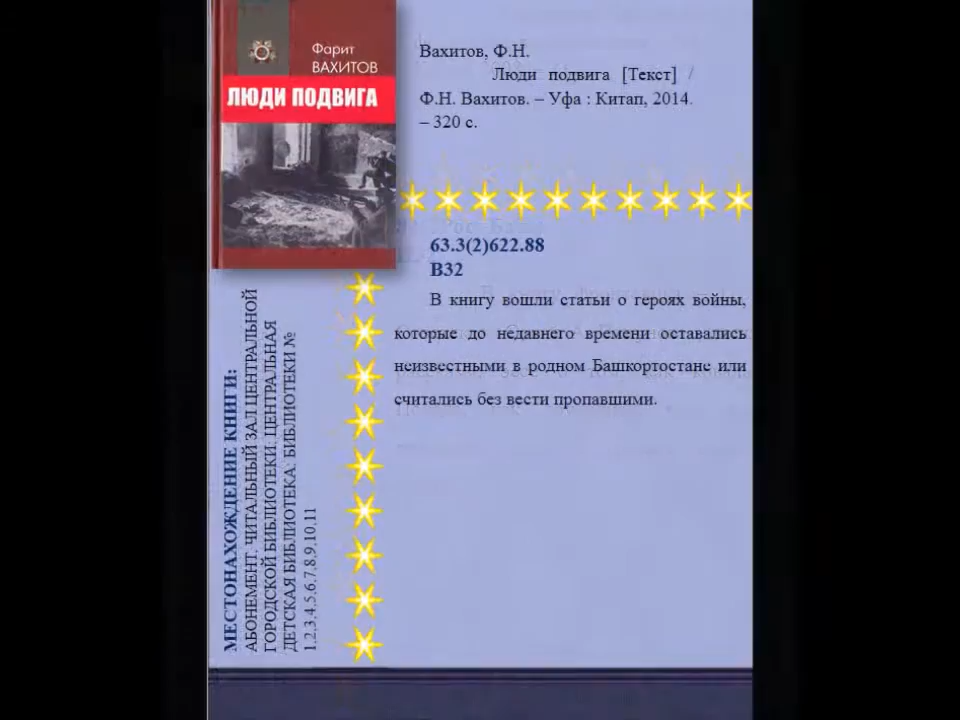 Фарит
ВАХИТОВ
ЛЮДИ ПОДВИГА
Вахитов, Ф.Н.
Люди подвига [Текст] /
Ф.Н. Вахитов. – Уфа : Китап, 2014.
– 320 с.
63.3(2)622.88
В32
В книгу вошли статьи о героях войны,
которые до недавнего времени оставались
неизвестными в родном Башкортостане или
считались без вести пропавшими.
МЕСТОНАХОЖДЕНИЕ КНИГИ:
АБОНЕМЕНТ, ЧИТАЛЬНЫЙ ЗАЛ ЦЕНТРАЛЬНОЙ
ГОРОДСКОЙ БИБЛИОТЕКИ; ЦЕНТРАЛЬНАЯ
ДЕТСКАЯ БИБЛИОТЕКА; БИБЛИОТЕКИ №
1,2,3,4,5,6,7,8,9,10,11